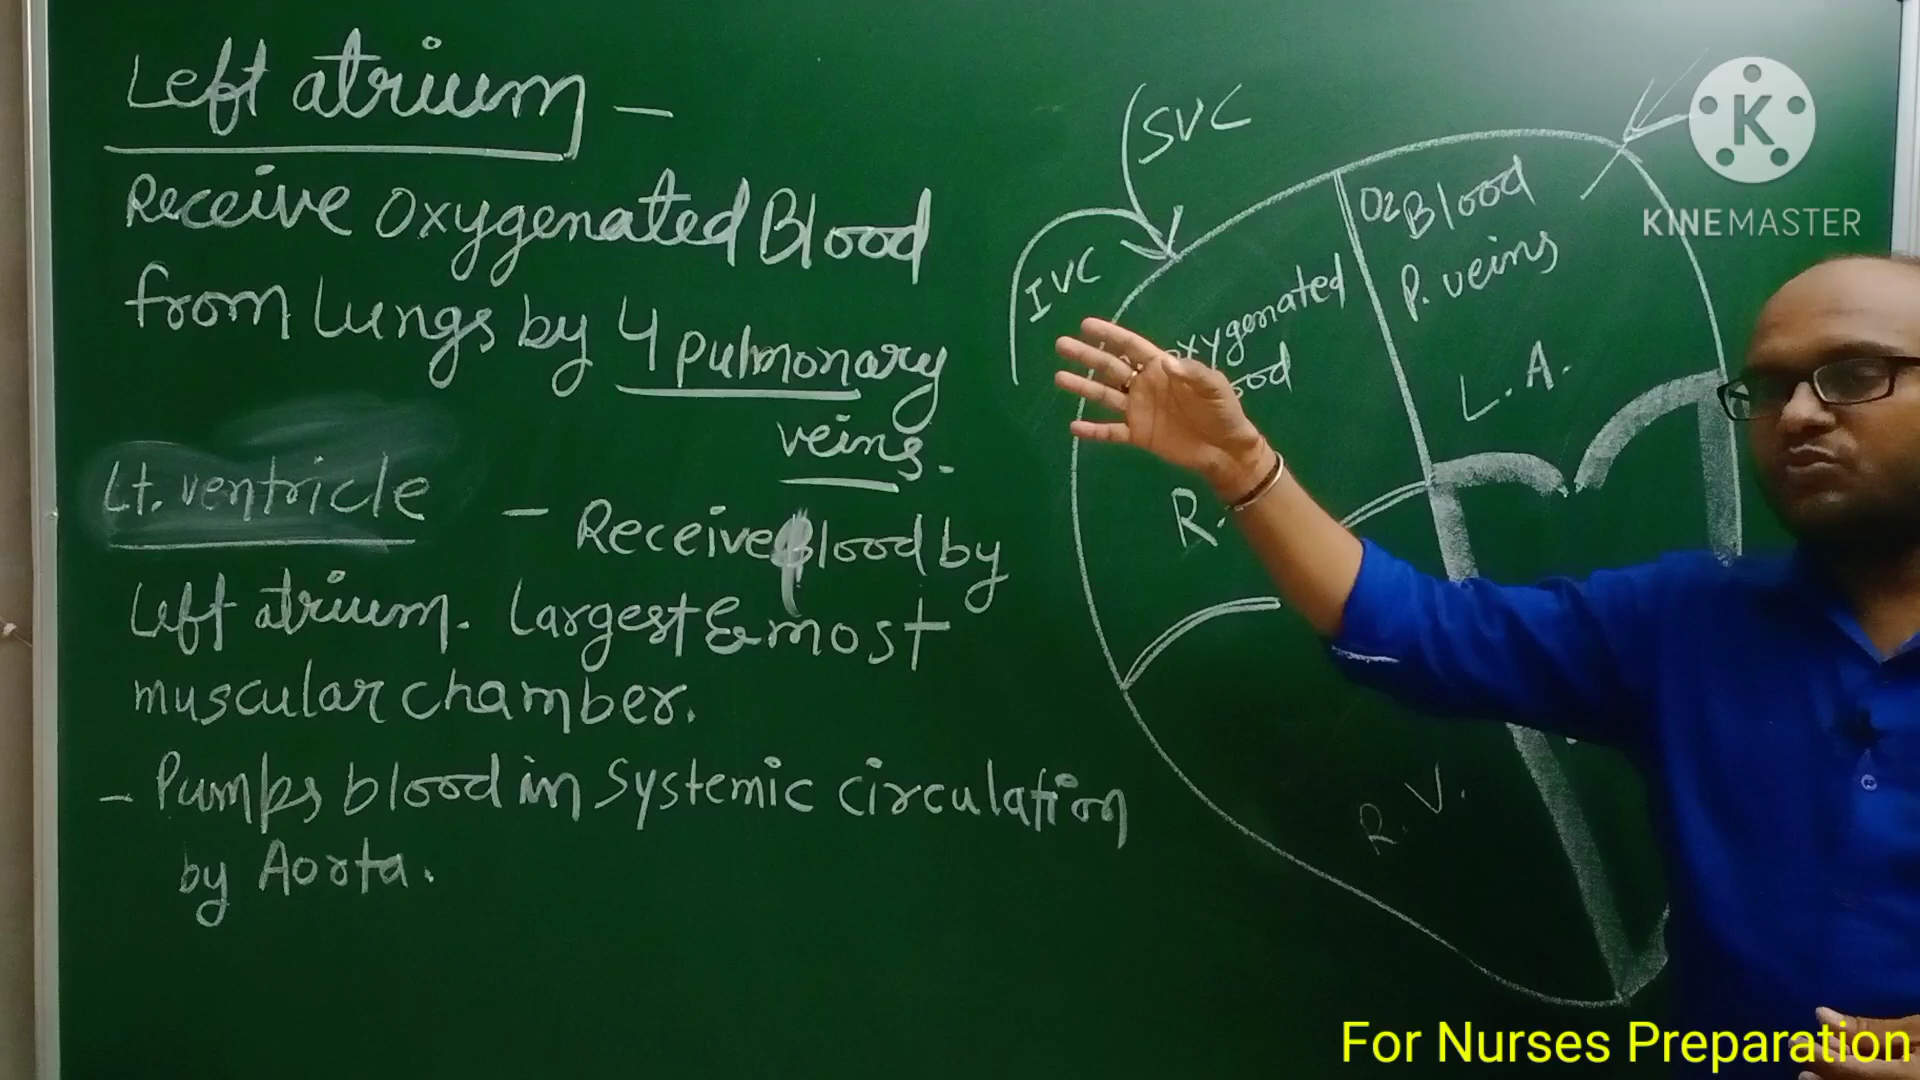 Left atrium -
Receive oxygenated Blood
from Lungs by 4 pulmonary
veins.
Lt. ventricle - Receive Blood by
Left atrium. Largest & most
muscular chamber.
- Pumps blood in Systemic circulation
by Aorta.
SVC
IVC
O2 Blood
P. veins
L. A.
R.
R. V.
KINEMASTER
For Nurses Preparation